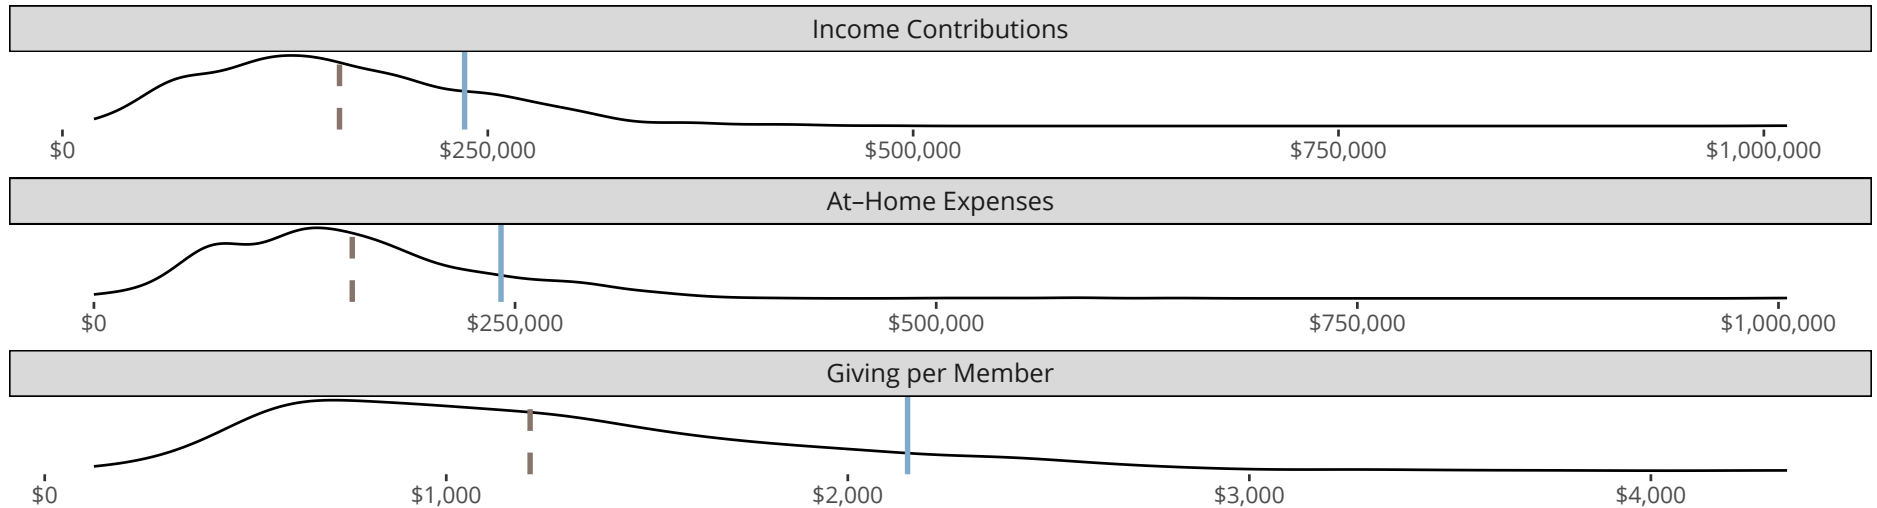 Income Contributions
$0 $250,000 $500,000 $750,000 $1,000,000
At–Home Expenses
$0 $250,000 $500,000 $750,000 $1,000,000
Giving per Member
$0 $1,000 $2,000 $3,000 $4,000